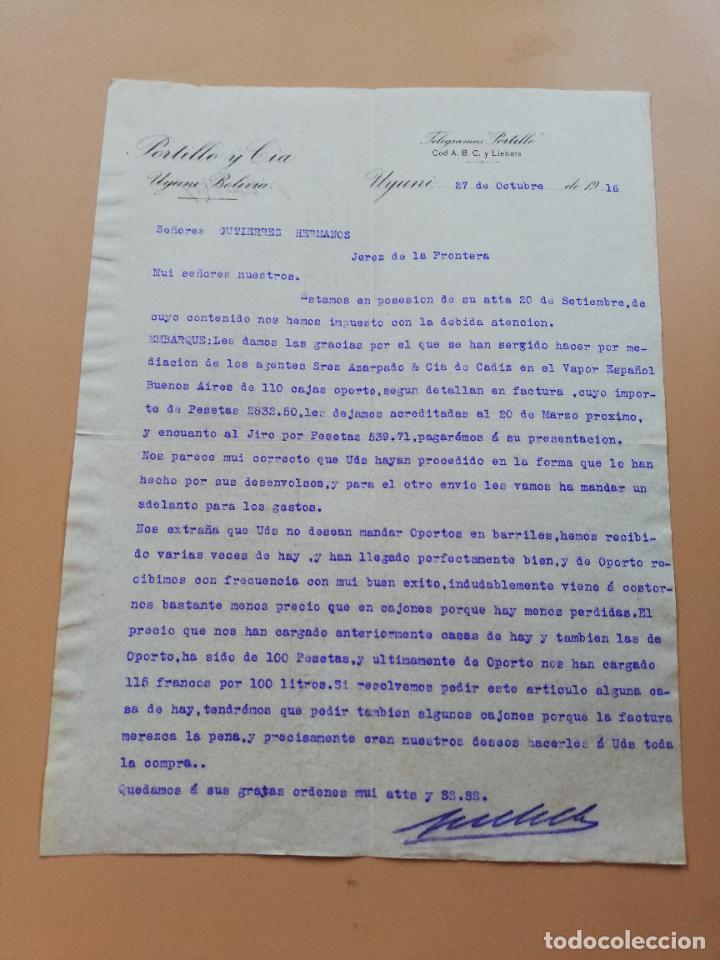 Portillo y Cia
Uyuni Bolivia.
Telegramas "Portillo"
Cod A. B. C. y Liebers
Uyuni 27 de Octubre de 19 16
Señores GUTIERREZ HERMANOS
Jerez de la Frontera
Mui señores nuestros.
Estamos en posesion de su atta 20 de Setiembre,de
cuyo contenido nos hemos impuesto con la debida atencion.
EMBARQUE:Les damos las gracias por el que se han sergido hacer por me-
diacion de los agentes Sres Azarpado & Cia de Cadiz en el Vapor Español
Buenos Aires de 110 cajas oporto,segun detallan en factura ,cuyo impor-
te de Pesetas 2832.50,les dejamos acreditadas al 20 de Marzo proximo,
y encuanto al Jiro por Pesetas 539.71,pagarémos á su presentacion.
Nos parece mui correcto que Uds hayan procedido en la forma que lo han
hecho por sus desenvolsos,y para el otro envio les vamos ha mandar un
adelanto para los gastos.
Nos extraña que Uds no desean mandar Oportos en barriles,hemos recibi-
do varias veces de hay ,y han llegado perfectamente bien,y de Oporto re-
cibimos con frecuencia con mui buen exito,indudablemente viene á costor-
nos bastante menos precio que en cajones porque hay menos perdidas.El
precio que nos han cargado anteriormente casas de hay y tambien las de
Oporto,ha sido de 100 Pesetas,y ultimamente de Oporto nos han cargado
115 francos por 100 litros.Si resolvemos pedir este articulo alguna ca-
sa de hay,tendrémos que pedir tambien algunos cajones porque la factura
merezca la pena,y precisamente eran nuestros deseos hacerles á Uds toda
la compra..
Quedamos á sus gratas ordenes mui atts y SS.SS.
todocoleccion
todocoleccion.net